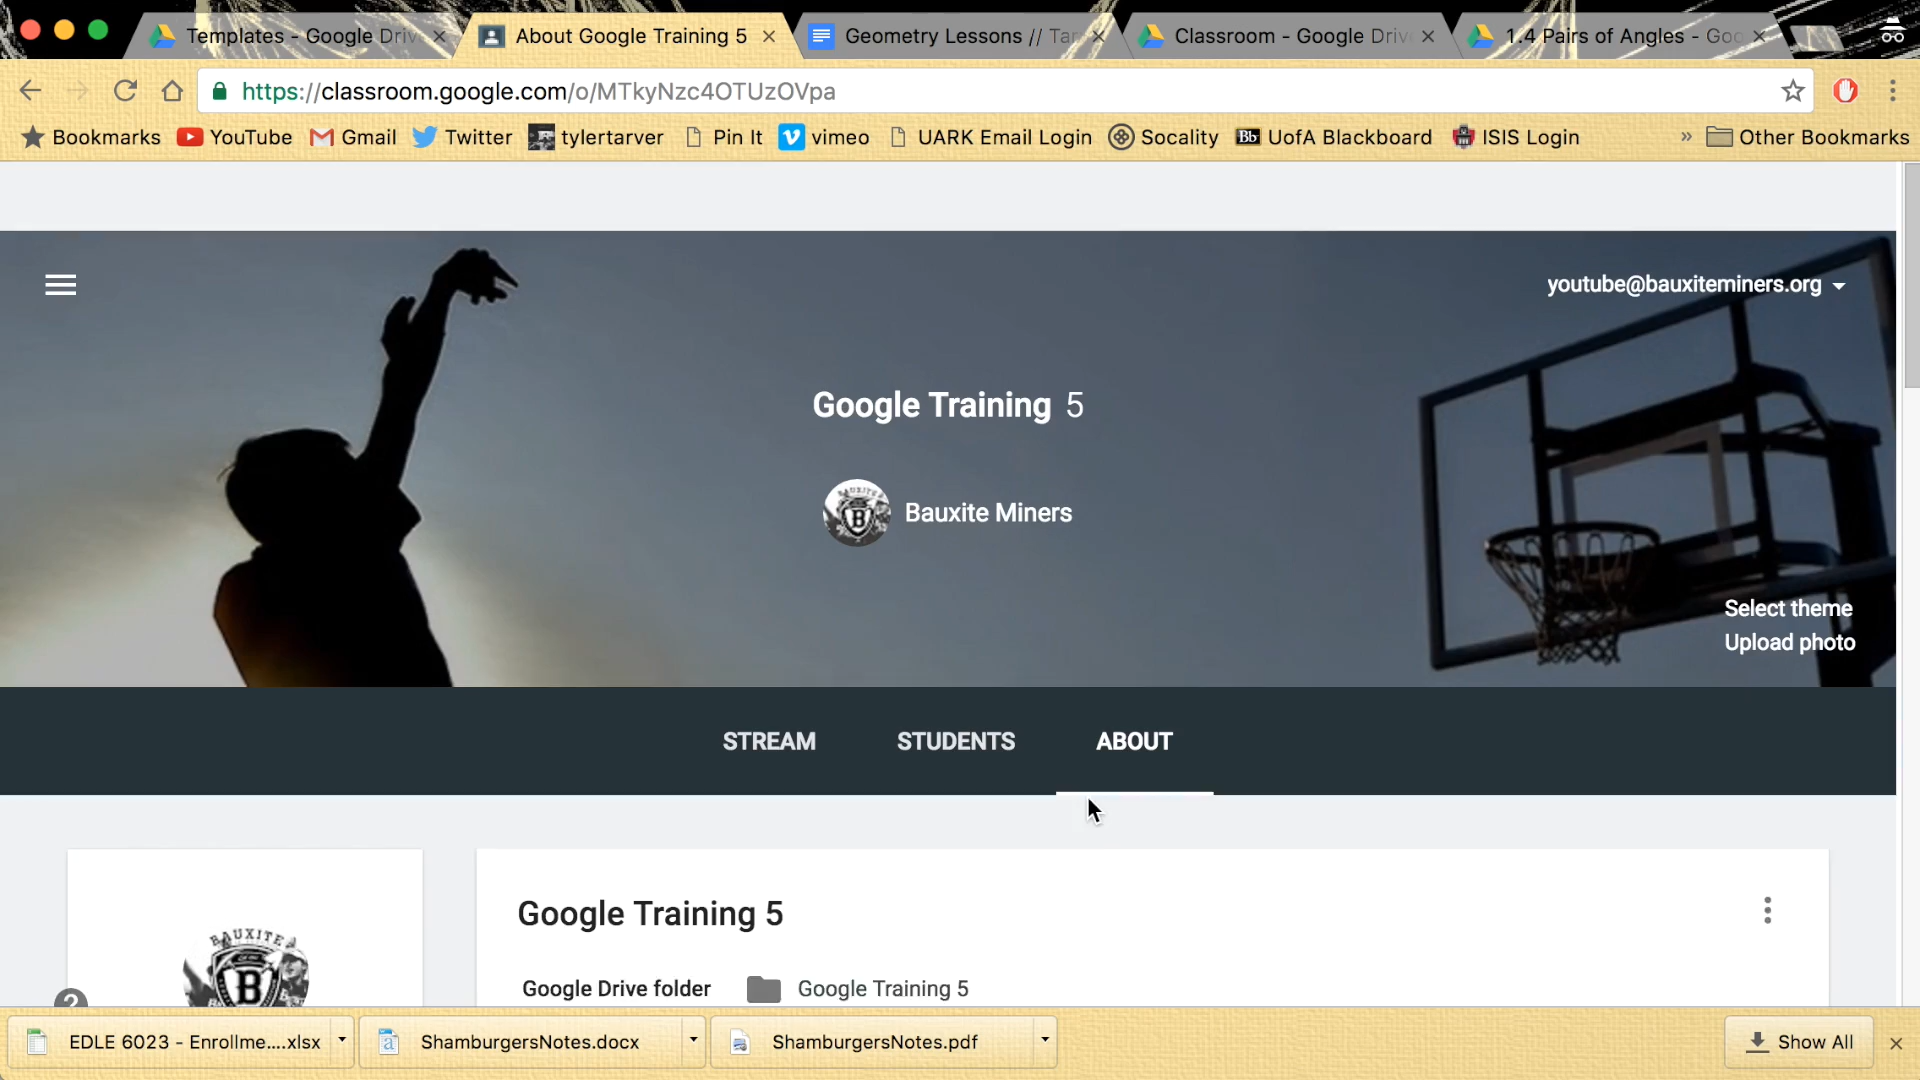 Templates - Google Driv
About Google Training 5
Geometry Lessons // Tar
Classroom - Google Driv
1.4 Pairs of Angles - Goo
https://classroom.google.com/o/MTkyNzc4OTUzOVpa
Bookmarks
YouTube
Gmail
Twitter
tylertarver
Pin It
vimeo
UARK Email Login
Socality
Bb UofA Blackboard
ISIS Login
» Other Bookmarks
youtube@bauxiteminers.org
Google Training 5
B Bauxite Miners
Select theme
Upload photo
STREAM
STUDENTS
ABOUT
BAUXITE
B
Google Training 5
Google Drive folder
Google Training 5
?
EDLE 6023 - Enrollme....xlsx
ShamburgersNotes.docx
ShamburgersNotes.pdf
Show All